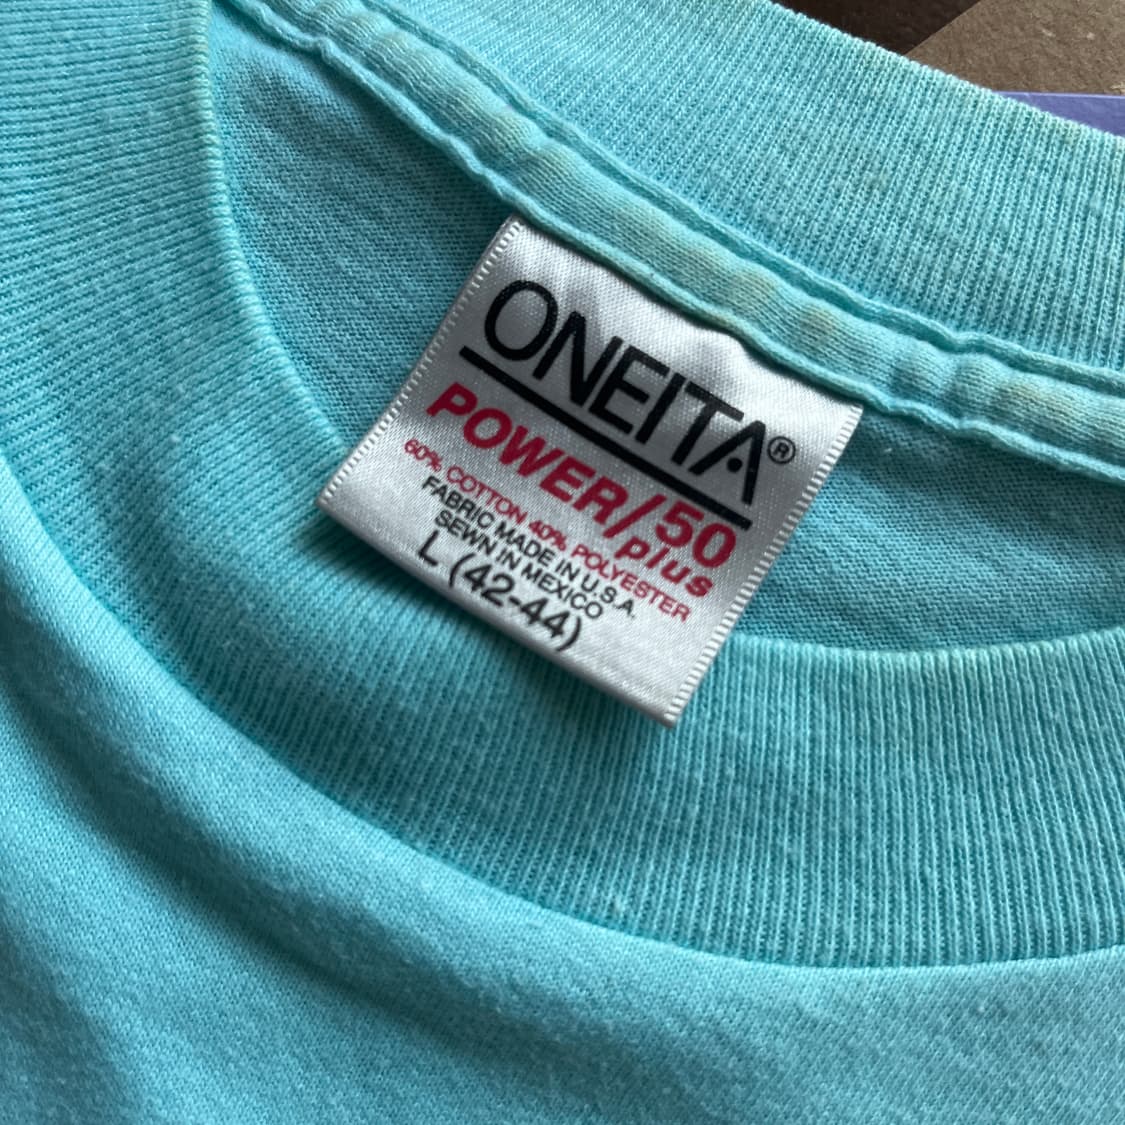 ONEITA®
POWER/50
plus
60% COTTON 40% POLYESTER
FABRIC MADE IN U.S.A.
SEWN IN MEXICO
L (42-44)